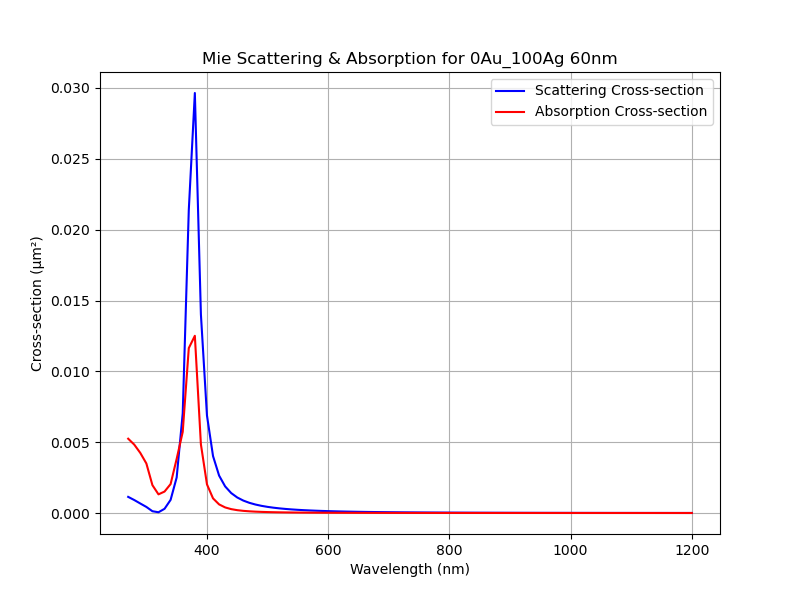 Mie Scattering & Absorption for 0Au_100Ag 60nm
Scattering Cross-section
Absorption Cross-section
Cross-section (μm²)
0.030
0.025
0.020
0.015
0.010
0.005
0.000
400 600 800 1000 1200
Wavelength (nm)